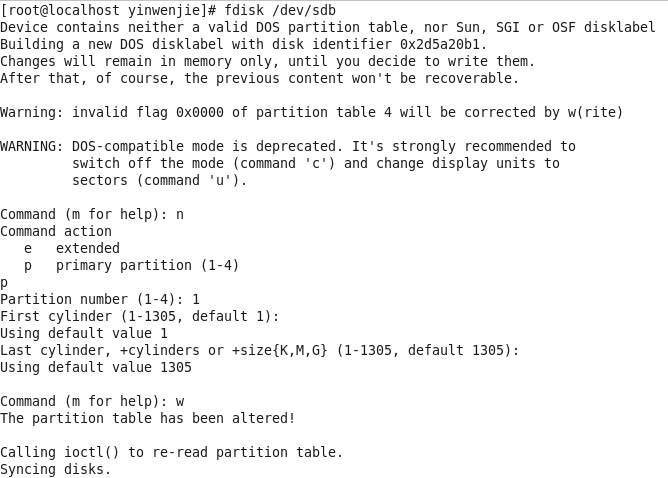 [root@localhost yinwenjie]# fdisk /dev/sdb
Device contains neither a valid DOS partition table, nor Sun, SGI or OSF disklabel
Building a new DOS disklabel with disk identifier 0x2d5a20b1.
Changes will remain in memory only, until you decide to write them.
After that, of course, the previous content won't be recoverable.

Warning: invalid flag 0x0000 of partition table 4 will be corrected by w(rite)

WARNING: DOS-compatible mode is deprecated. It's strongly recommended to
         switch off the mode (command 'c') and change display units to
         sectors (command 'u').

Command (m for help): n
Command action
   e   extended
   p   primary partition (1-4)
p
Partition number (1-4): 1
First cylinder (1-1305, default 1):
Using default value 1
Last cylinder, +cylinders or +size{K,M,G} (1-1305, default 1305):
Using default value 1305

Command (m for help): w
The partition table has been altered!

Calling ioctl() to re-read partition table.
Syncing disks.